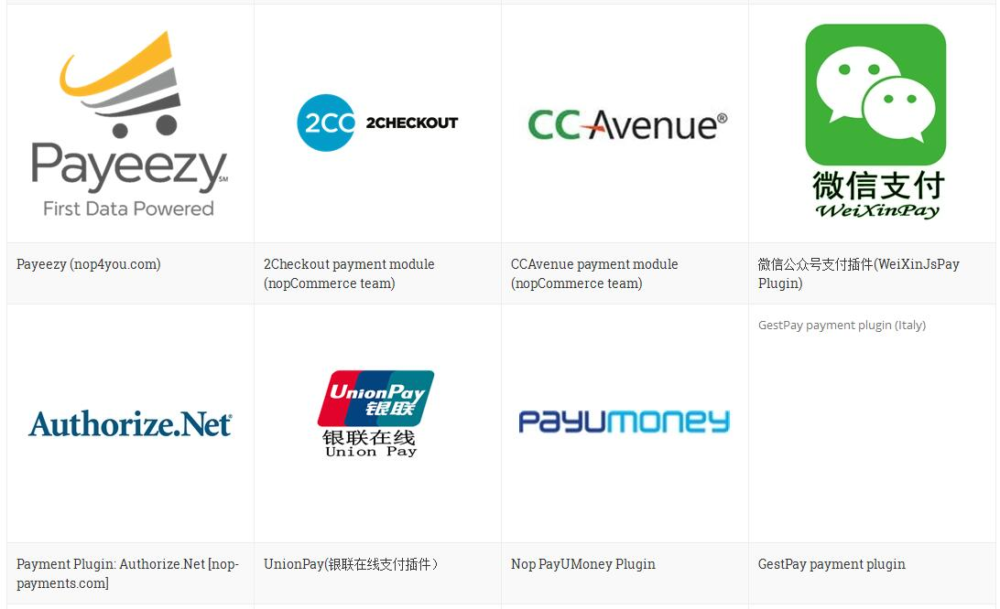 Payeezy SM
First Data Powered
2CO 2CHECKOUT
CCAvenue®
微信支付
WeiXinPay
Payeezy (nop4you.com)
2Checkout payment module
(nopCommerce team)
CCAvenue payment module
(nopCommerce team)
微信公众号支付插件(WeiXinJsPay
Plugin)
Authorize.Net®
UnionPay
银联
银联在线
Union Pay
PayUmoney
GestPay payment plugin (Italy)
Payment Plugin: Authorize.Net [nop-
payments.com]
UnionPay(银联在线支付插件）
Nop PayUMoney Plugin
GestPay payment plugin